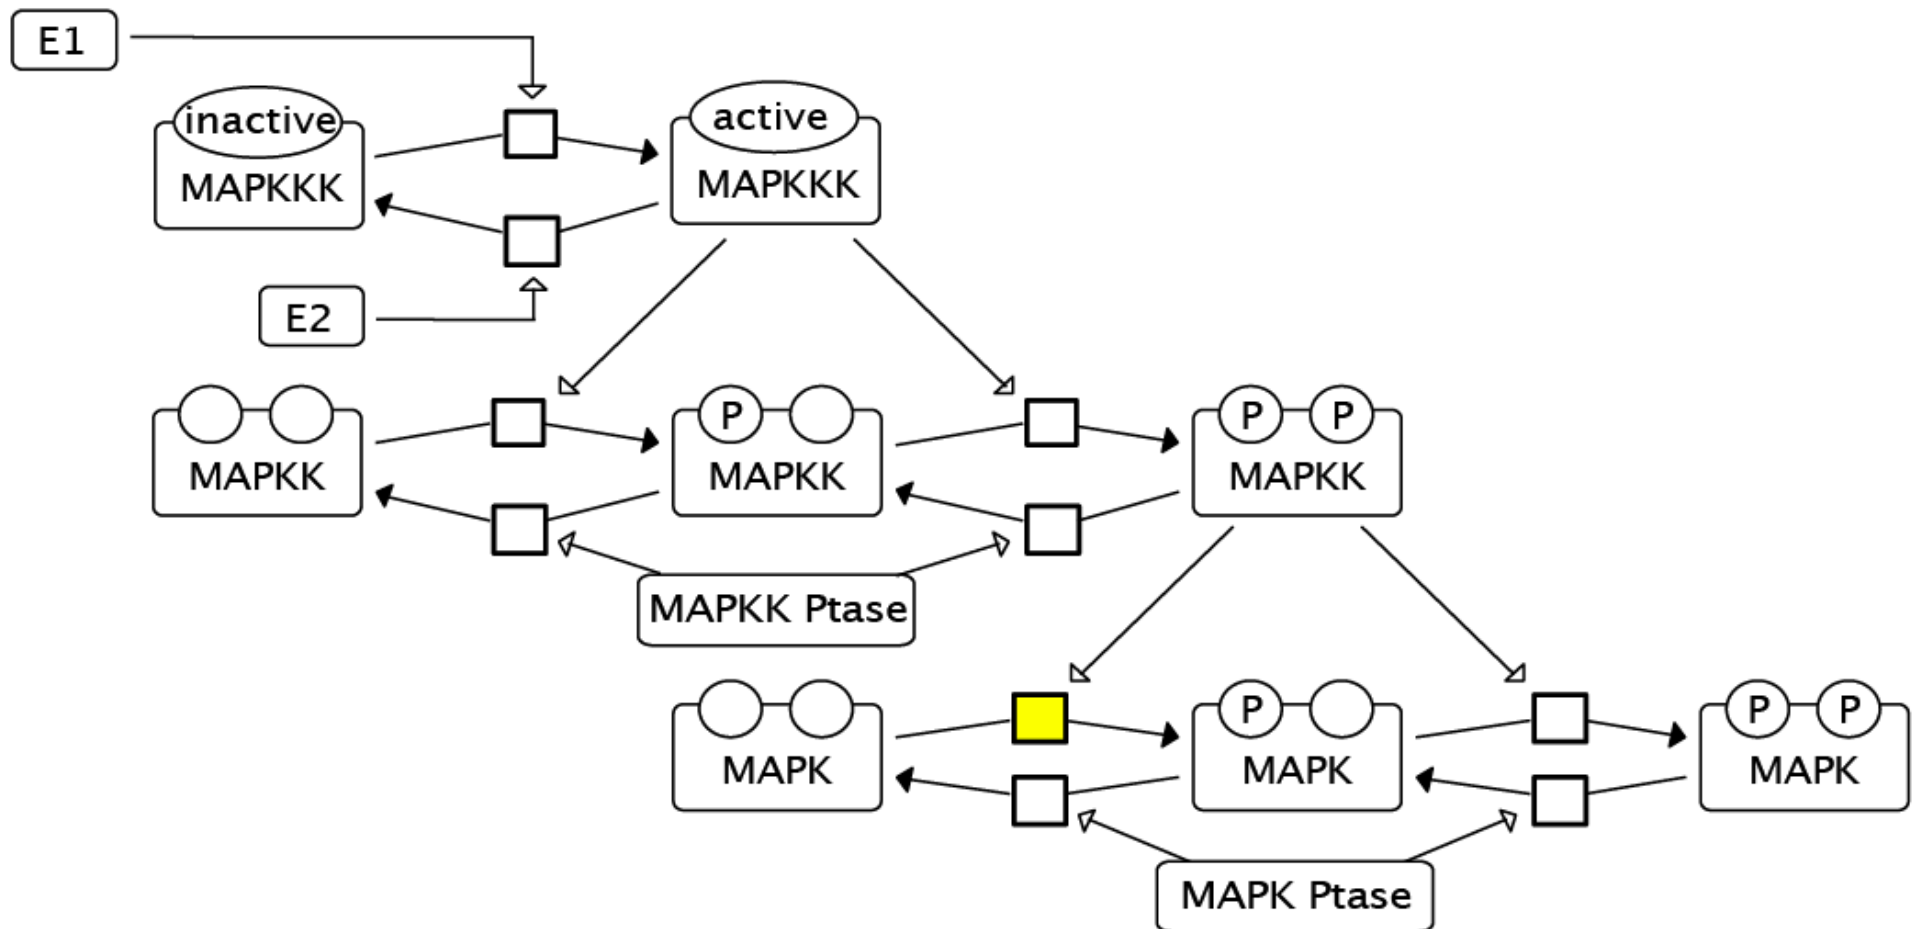 E1
inactive
MAPKKK
active
MAPKKK
E2
MAPKK
P
MAPKK
P P
MAPKK
MAPKK Ptase
MAPK
P
MAPK
P P
MAPK
MAPK Ptase